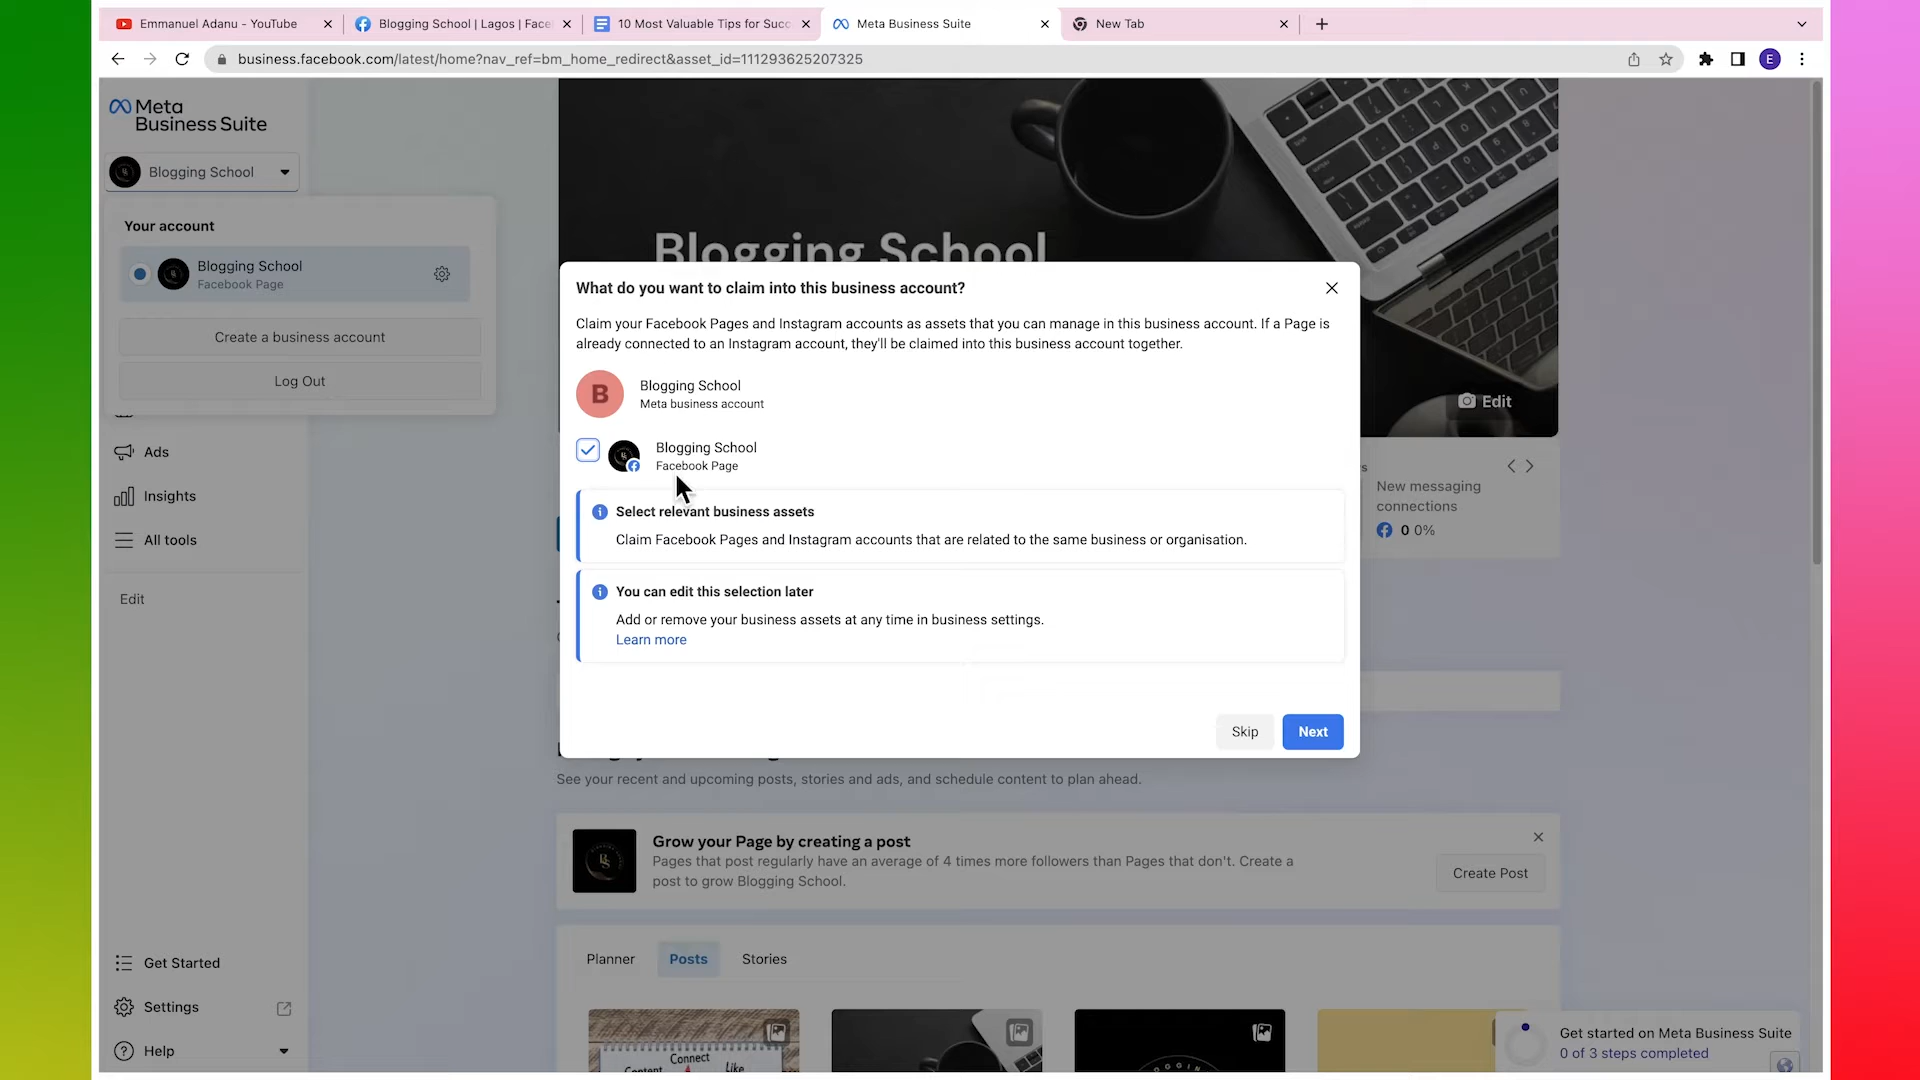 Emmanuel Adanu - YouTube
Blogging School | Lagos | Face
10 Most Valuable Tips for Succ
Meta Business Suite
New Tab
business.facebook.com/latest/home?nav_ref=bm_home_redirect&asset_id=111293625207325
E
Meta
Business Suite
Blogging School
Your account
Blogging School
Facebook Page
Create a business account
Log Out
Ads
Insights
All tools
Edit
Get Started
Settings
Help
Blogging School
Edit
What do you want to claim into this business account?
Claim your Facebook Pages and Instagram accounts as assets that you can manage in this business account. If a Page is
already connected to an Instagram account, they'll be claimed into this business account together.
B
Blogging School
Meta business account
Blogging School
Facebook Page
Select relevant business assets
Claim Facebook Pages and Instagram accounts that are related to the same business or organisation.
You can edit this selection later
Add or remove your business assets at any time in business settings.
Learn more
Skip
Next
New messaging
connections
0 0%
See your recent and upcoming posts, stories and ads, and schedule content to plan ahead.
Grow your Page by creating a post
Pages that post regularly have an average of 4 times more followers than Pages that don't. Create a
post to grow Blogging School.
Create Post
Planner
Posts
Stories
Connect
Content
Like
Get started on Meta Business Suite
0 of 3 steps completed